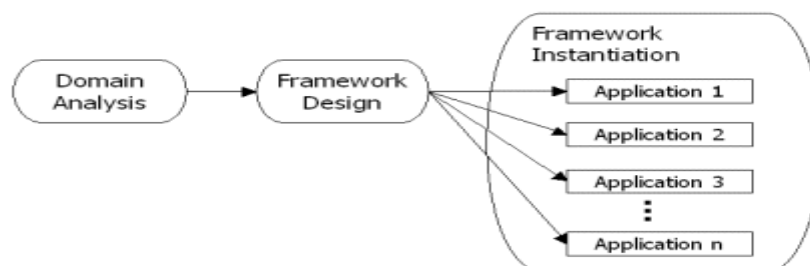 Domain
Analysis
Framework
Design
Framework
Instantiation
Application 1
Application 2
Application 3
Application n